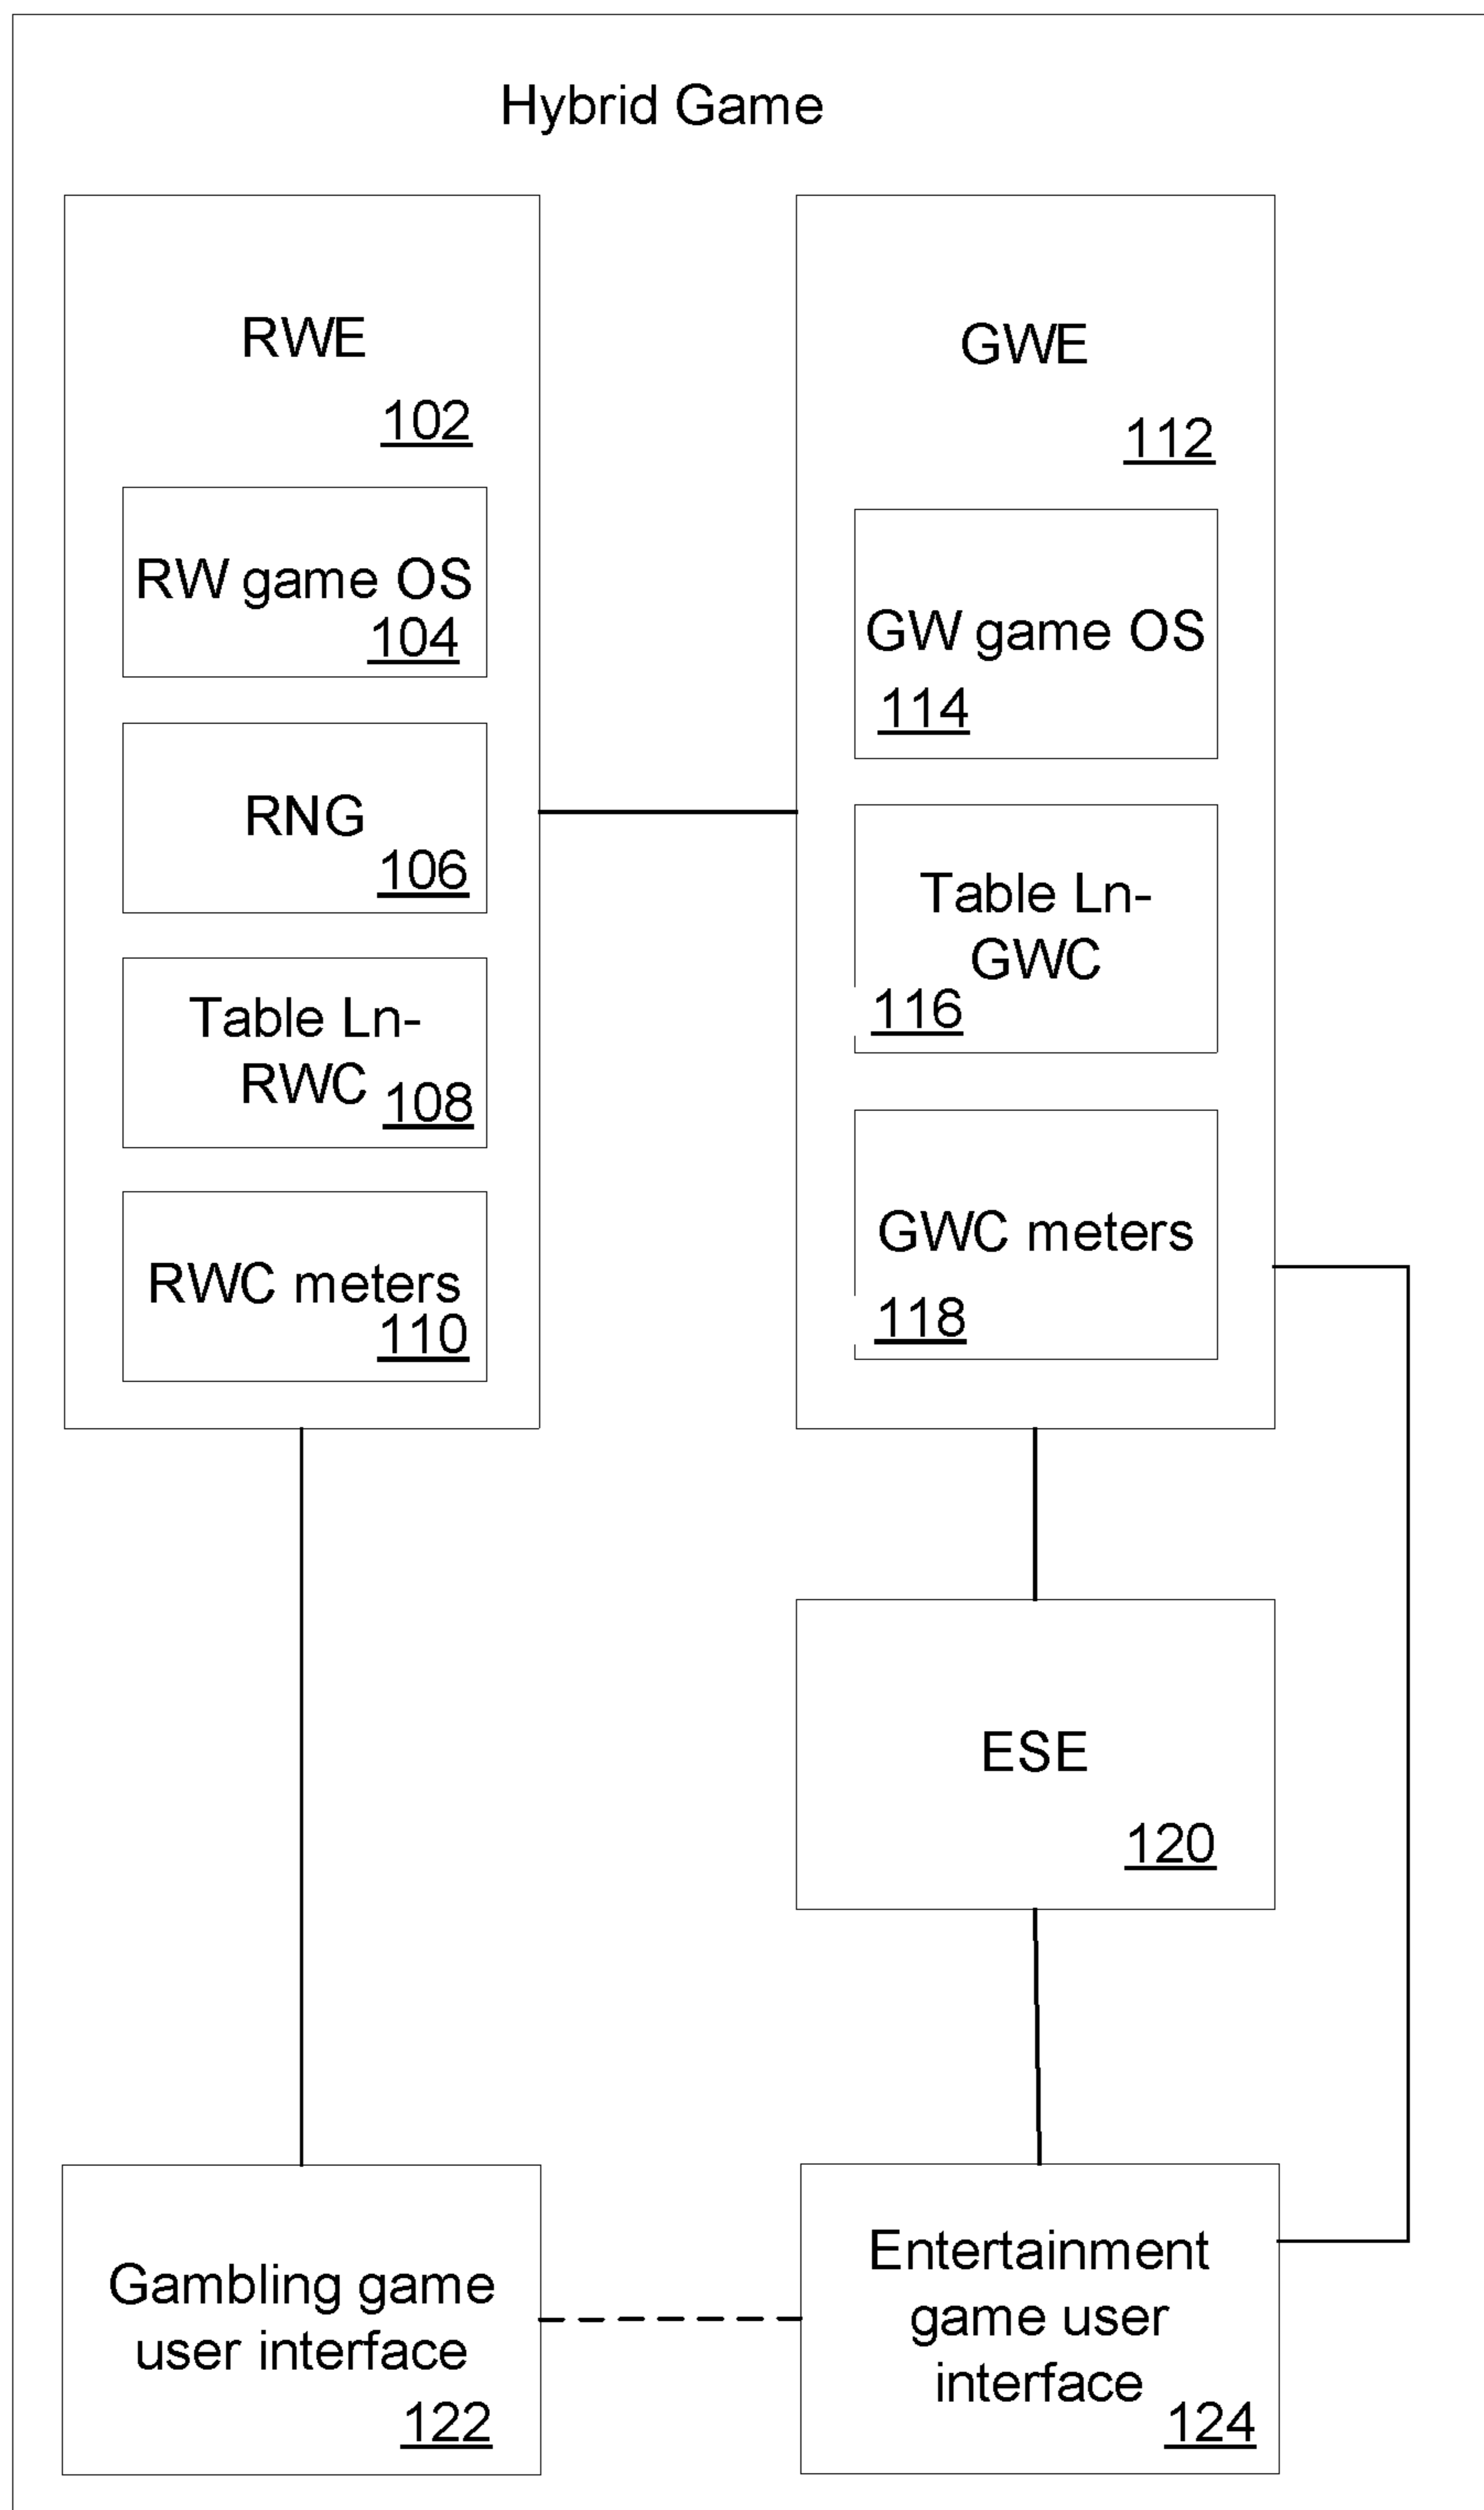 Hybrid Game
RWE
102
RW game OS
104
RNG
106
Table Ln-
RWC
108
RWC meters
110
GWE
112
GW game OS
114
Table Ln-
GWC
116
GWC meters
118
ESE
120
Gambling game
user interface
122
Entertainment
game user
interface
124